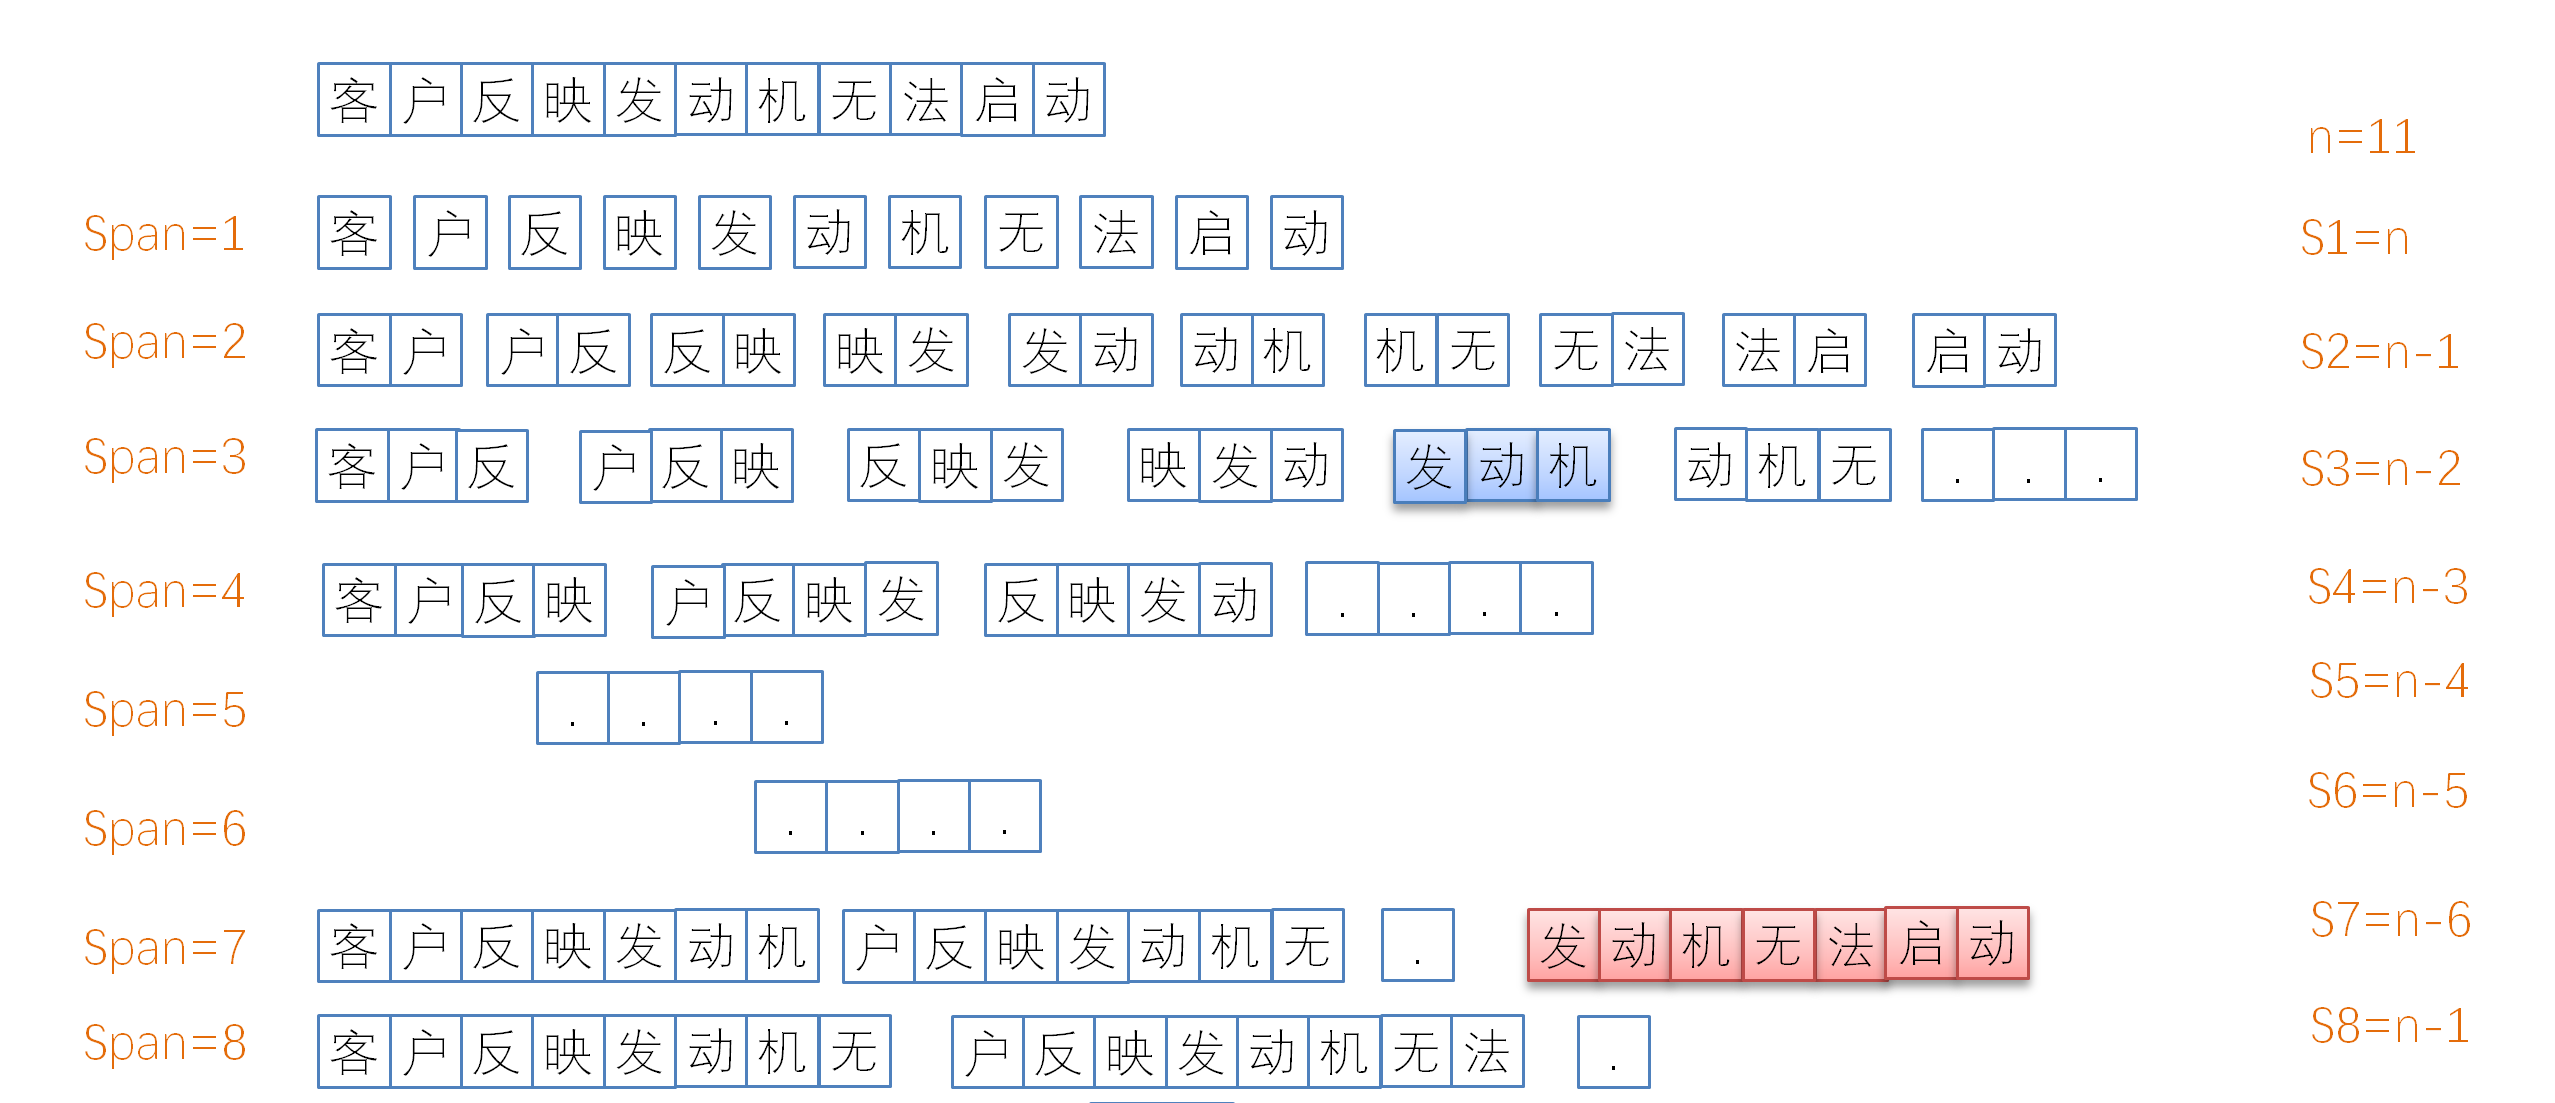 客户反映发动机无法启动
n=11
Span=1 客 户 反 映 发 动 机 无 法 启 动 S1=n
Span=2 客户 户反 反映 映发 发动 动机 机无 无法 法启 启动 S2=n-1
Span=3 客户反 户反映 反映发 映发动 发动机 动机无 . . . S3=n-2
Span=4 客户反映 户反映发 反映发动 . . . . S4=n-3
Span=5 . . . . S5=n-4
Span=6 . . . . S6=n-5
Span=7 客户反映发动机 户反映发动机无 . 发动机无法启动 S7=n-6
Span=8 客户反映发动机无 户反映发动机无法 . S8=n-1